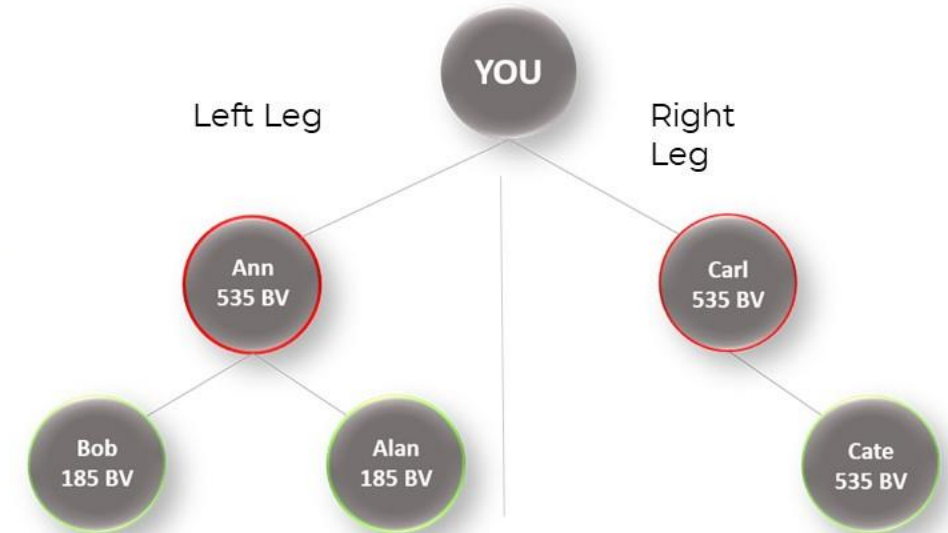 YOU
Left Leg
Right
Leg
Ann
535 BV
Carl
535 BV
Bob
185 BV
Alan
185 BV
Cate
535 BV